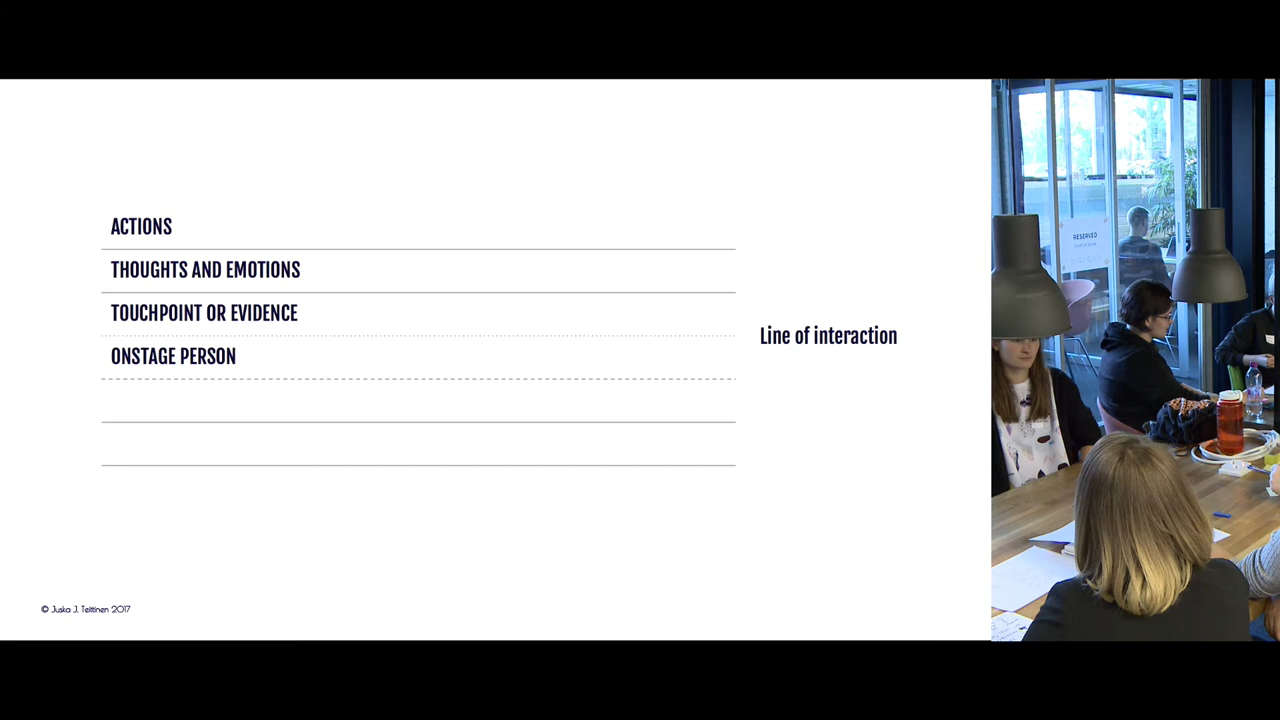 ACTIONS
THOUGHTS AND EMOTIONS
TOUCHPOINT OR EVIDENCE
Line of interaction
ONSTAGE PERSON
© Juska J. Teittinen 2017
RESERVED